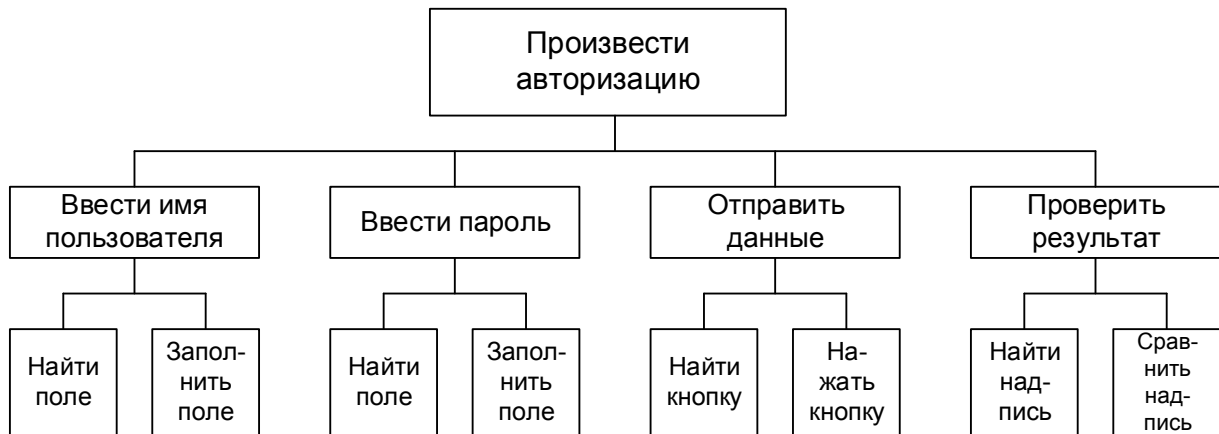 Произвести
авторизацию
Ввести имя
пользователя
Ввести пароль
Отправить
данные
Проверить
результат
Найти
поле
Запол-
нить
поле
Найти
поле
Запол-
нить
поле
Найти
кнопку
На-
жать
кнопку
Найти
над-
пись
Срав-
нить
над-
пись